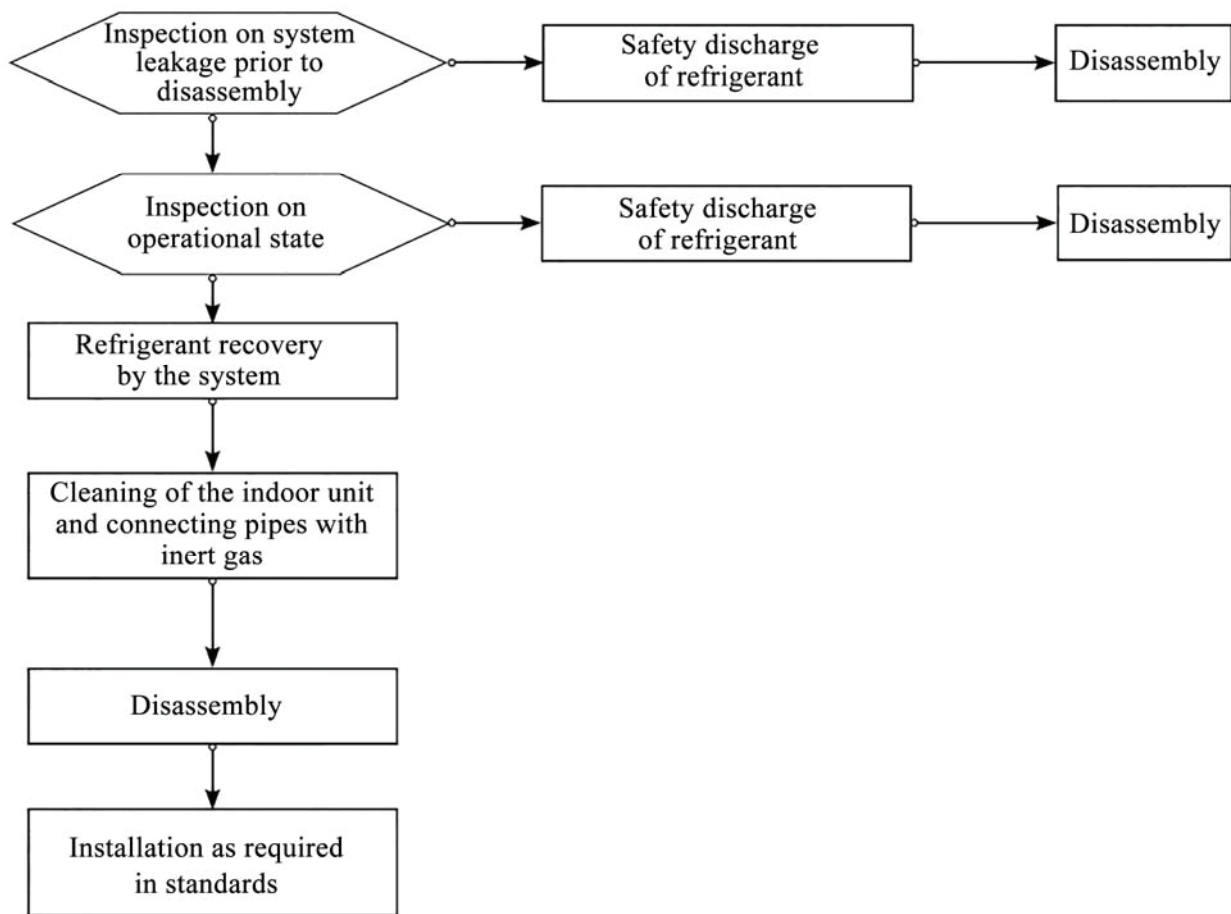 Inspection on system
leakage prior to
disassembly
Safety discharge
of refrigerant
Disassembly
Inspection on
operational state
Safety discharge
of refrigerant
Disassembly
Refrigerant recovery
by the system
Cleaning of the indoor unit
and connecting pipes with
inert gas
Disassembly
Installation as required
in standards